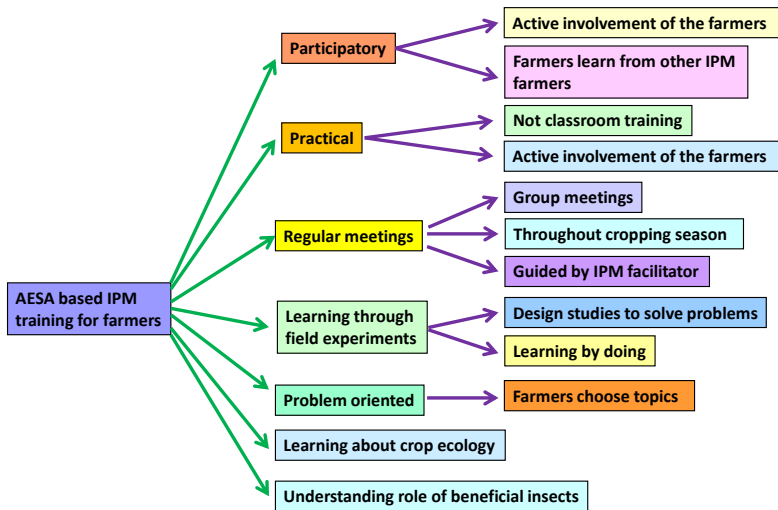 AESA based IPM
training for farmers
Participatory
Active involvement of the farmers
Farmers learn from other IPM
farmers
Practical
Not classroom training
Active involvement of the farmers
Regular meetings
Group meetings
Throughout cropping season
Guided by IPM facilitator
Learning through
field experiments
Design studies to solve problems
Learning by doing
Problem oriented
Farmers choose topics
Learning about crop ecology
Understanding role of beneficial insects